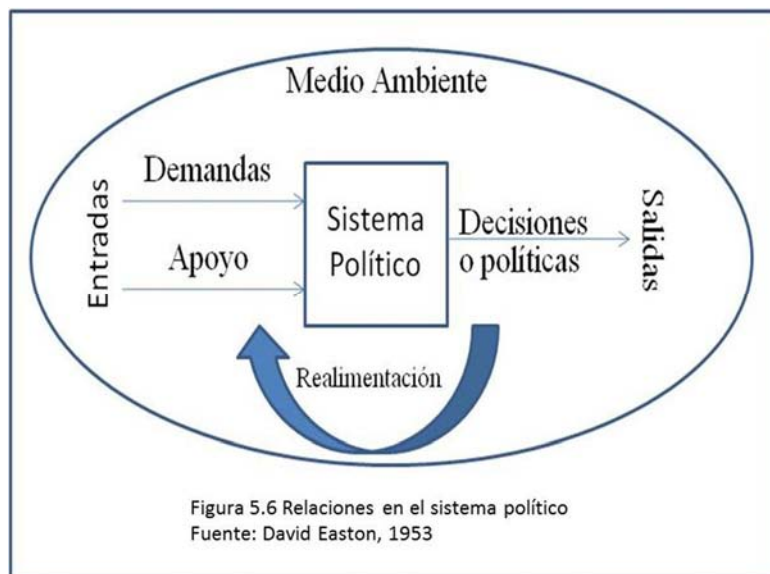 Medio Ambiente
Entradas
Demandas
Apoyo
Sistema
Político
Decisiones
o políticas
Salidas
Realimentación
Figura 5.6 Relaciones en el sistema político
Fuente: David Easton, 1953